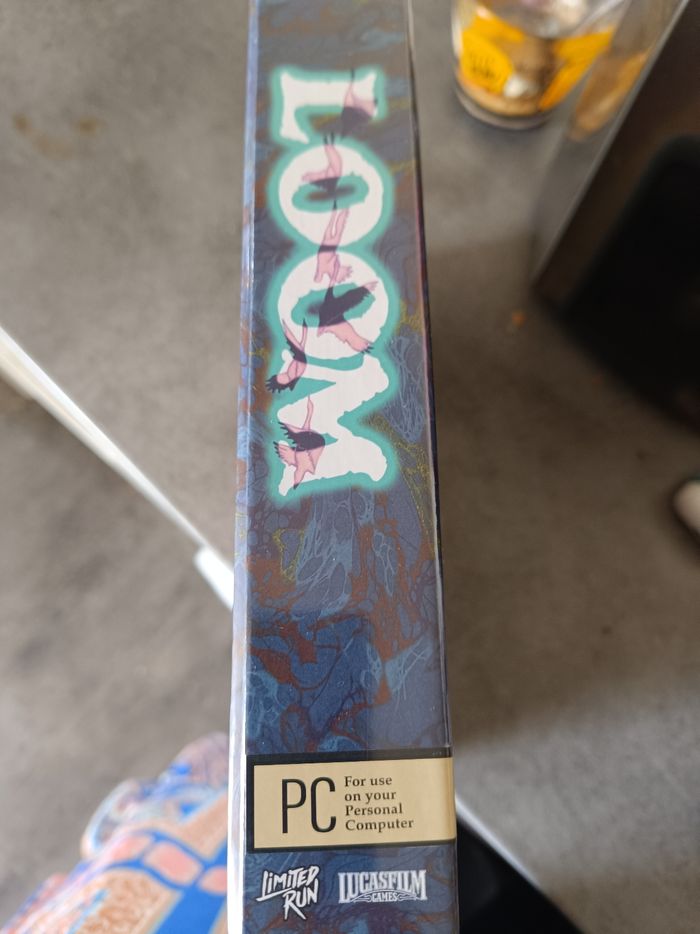 LOOM
PC
For use
on your
Personal
Computer
LIMITED
RUN
LUCASFILM
GAMES